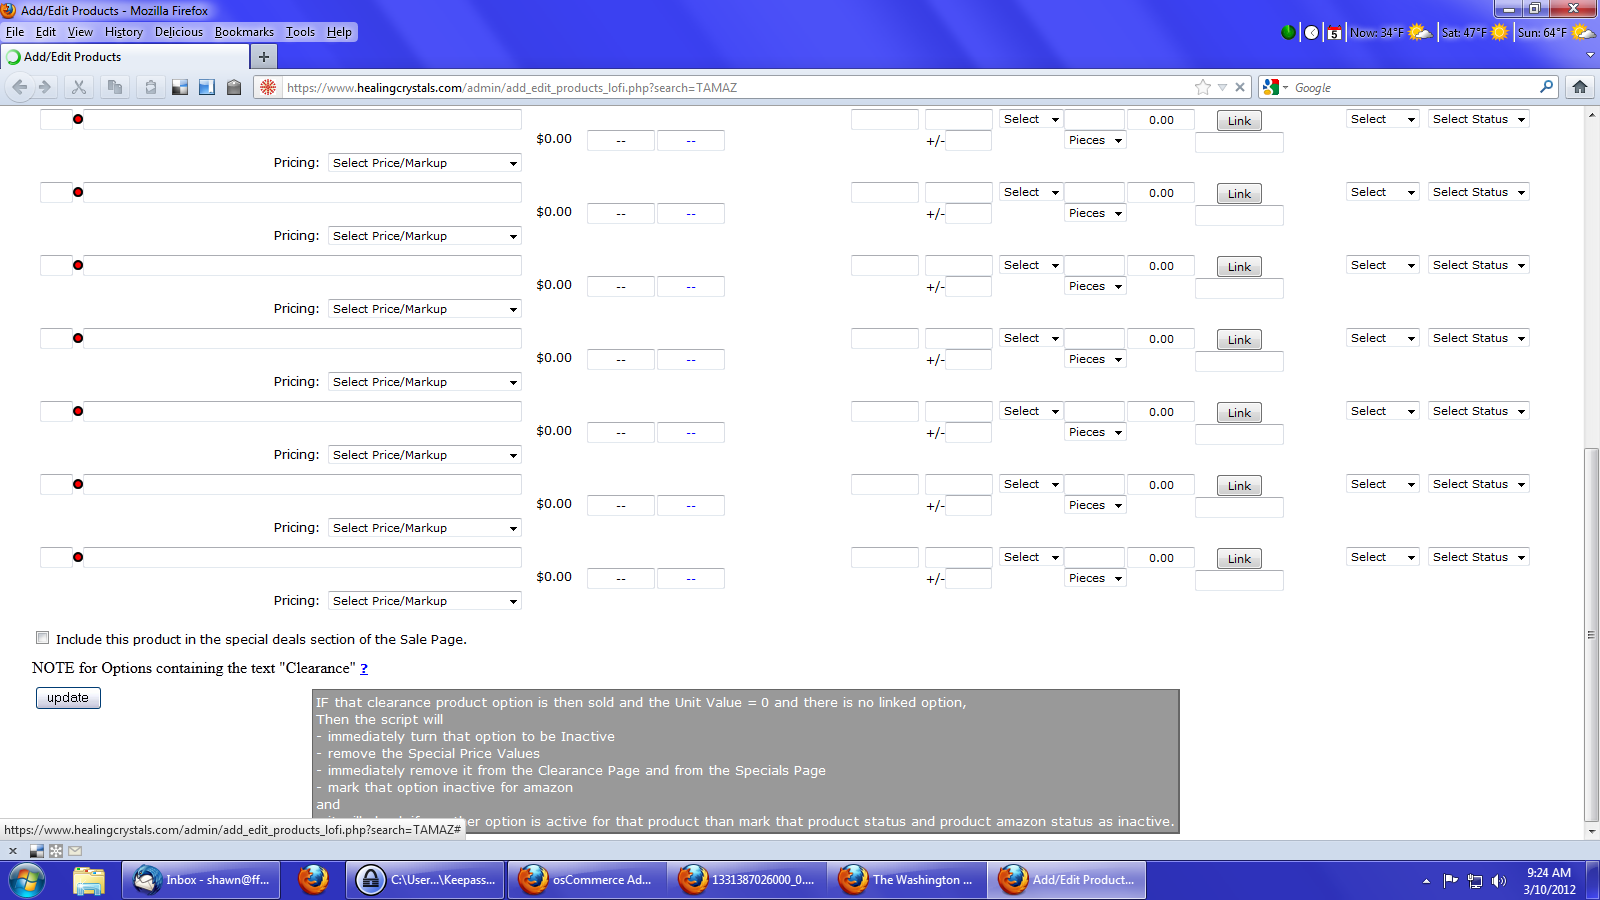 Add/Edit Products - Mozilla Firefox
File Edit View History Delicious Bookmarks Tools Help
5 Now: 34°F Sat: 47°F Sun: 64°F
Add/Edit Products +
https://www.healingcrystals.com/admin/add_edit_products_lofi.php?search=TAMAZ Google
Select 0.00 Link Select Select Status
$0.00 -- -- +/- Pieces
Pricing: Select Price/Markup
Select 0.00 Link Select Select Status
$0.00 -- -- +/- Pieces
Pricing: Select Price/Markup
Select 0.00 Link Select Select Status
$0.00 -- -- +/- Pieces
Pricing: Select Price/Markup
Select 0.00 Link Select Select Status
$0.00 -- -- +/- Pieces
Pricing: Select Price/Markup
Select 0.00 Link Select Select Status
$0.00 -- -- +/- Pieces
Pricing: Select Price/Markup
Select 0.00 Link Select Select Status
$0.00 -- -- +/- Pieces
Pricing: Select Price/Markup
Select 0.00 Link Select Select Status
$0.00 -- -- +/- Pieces
Pricing: Select Price/Markup
Include this product in the special deals section of the Sale Page.
NOTE for Options containing the text "Clearance" ?
update
IF that clearance product option is then sold and the Unit Value = 0 and there is no linked option,
Then the script will
- immediately turn that option to be Inactive
- remove the Special Price Values
- immediately remove it from the Clearance Page and from the Specials Page
- mark that option inactive for amazon
and
option is active for that product than mark that product status and product amazon status as inactive.
https://www.healingcrystals.com/admin/add_edit_products_lofi.php?search=TAMAZ#
Inbox - shawn@ff... C:\User...\Keepass... osCommerce Ad... 1331387026000_0.... The Washington ... Add/Edit Product...
9:24 AM
3/10/2012